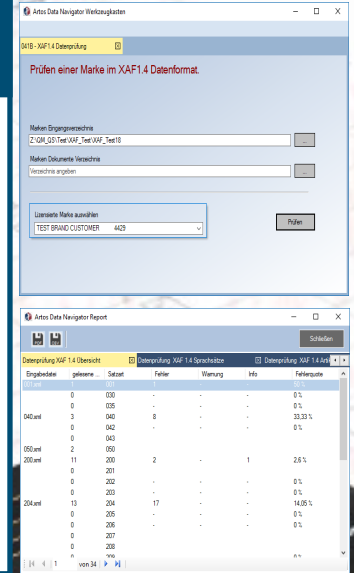 Artos Data Navigator Werkzeugkasten
041B - XAF1.4 Datenprüfung
Prüfen einer Marke im XAF1.4 Datenformat.
Marken Eingangsverzeichnis
Z:\QM_QS\Test\XAF_Test\XAF_Test18
...
Marken Dokumente Verzeichnis
Verzeichnis angeben
...
Lizensierte Marke auswählen
TEST BRAND CUSTOMER 4429
Prüfen
Artos Data Navigator Report
Schließen
Datenprüfung XAF 1.4 Übersicht Datenprüfung XAF 1.4 Sprachsätze Datenprüfung XAF 1.4 Arti
Eingabedatei gelesene ... Satzart Fehler Warnung Info Fehlerquote
001.xml 1 001 1 - - 50 %
0 030 - - - 0 %
0 035 - - - 0 %
040.xml 3 040 8 - - 33,33 %
0 042 - - - 0 %
0 043
050.xml 2 050
200.xml 11 200 2 - 1 2,6 %
0 201
0 202 - - - 0 %
0 203 - - - 0 %
204.xml 13 204 17 - - 14,05 %
0 205 - - - 0 %
0 206 - - - 0 %
0 207
0 208
0 209 0 %
1 von 34